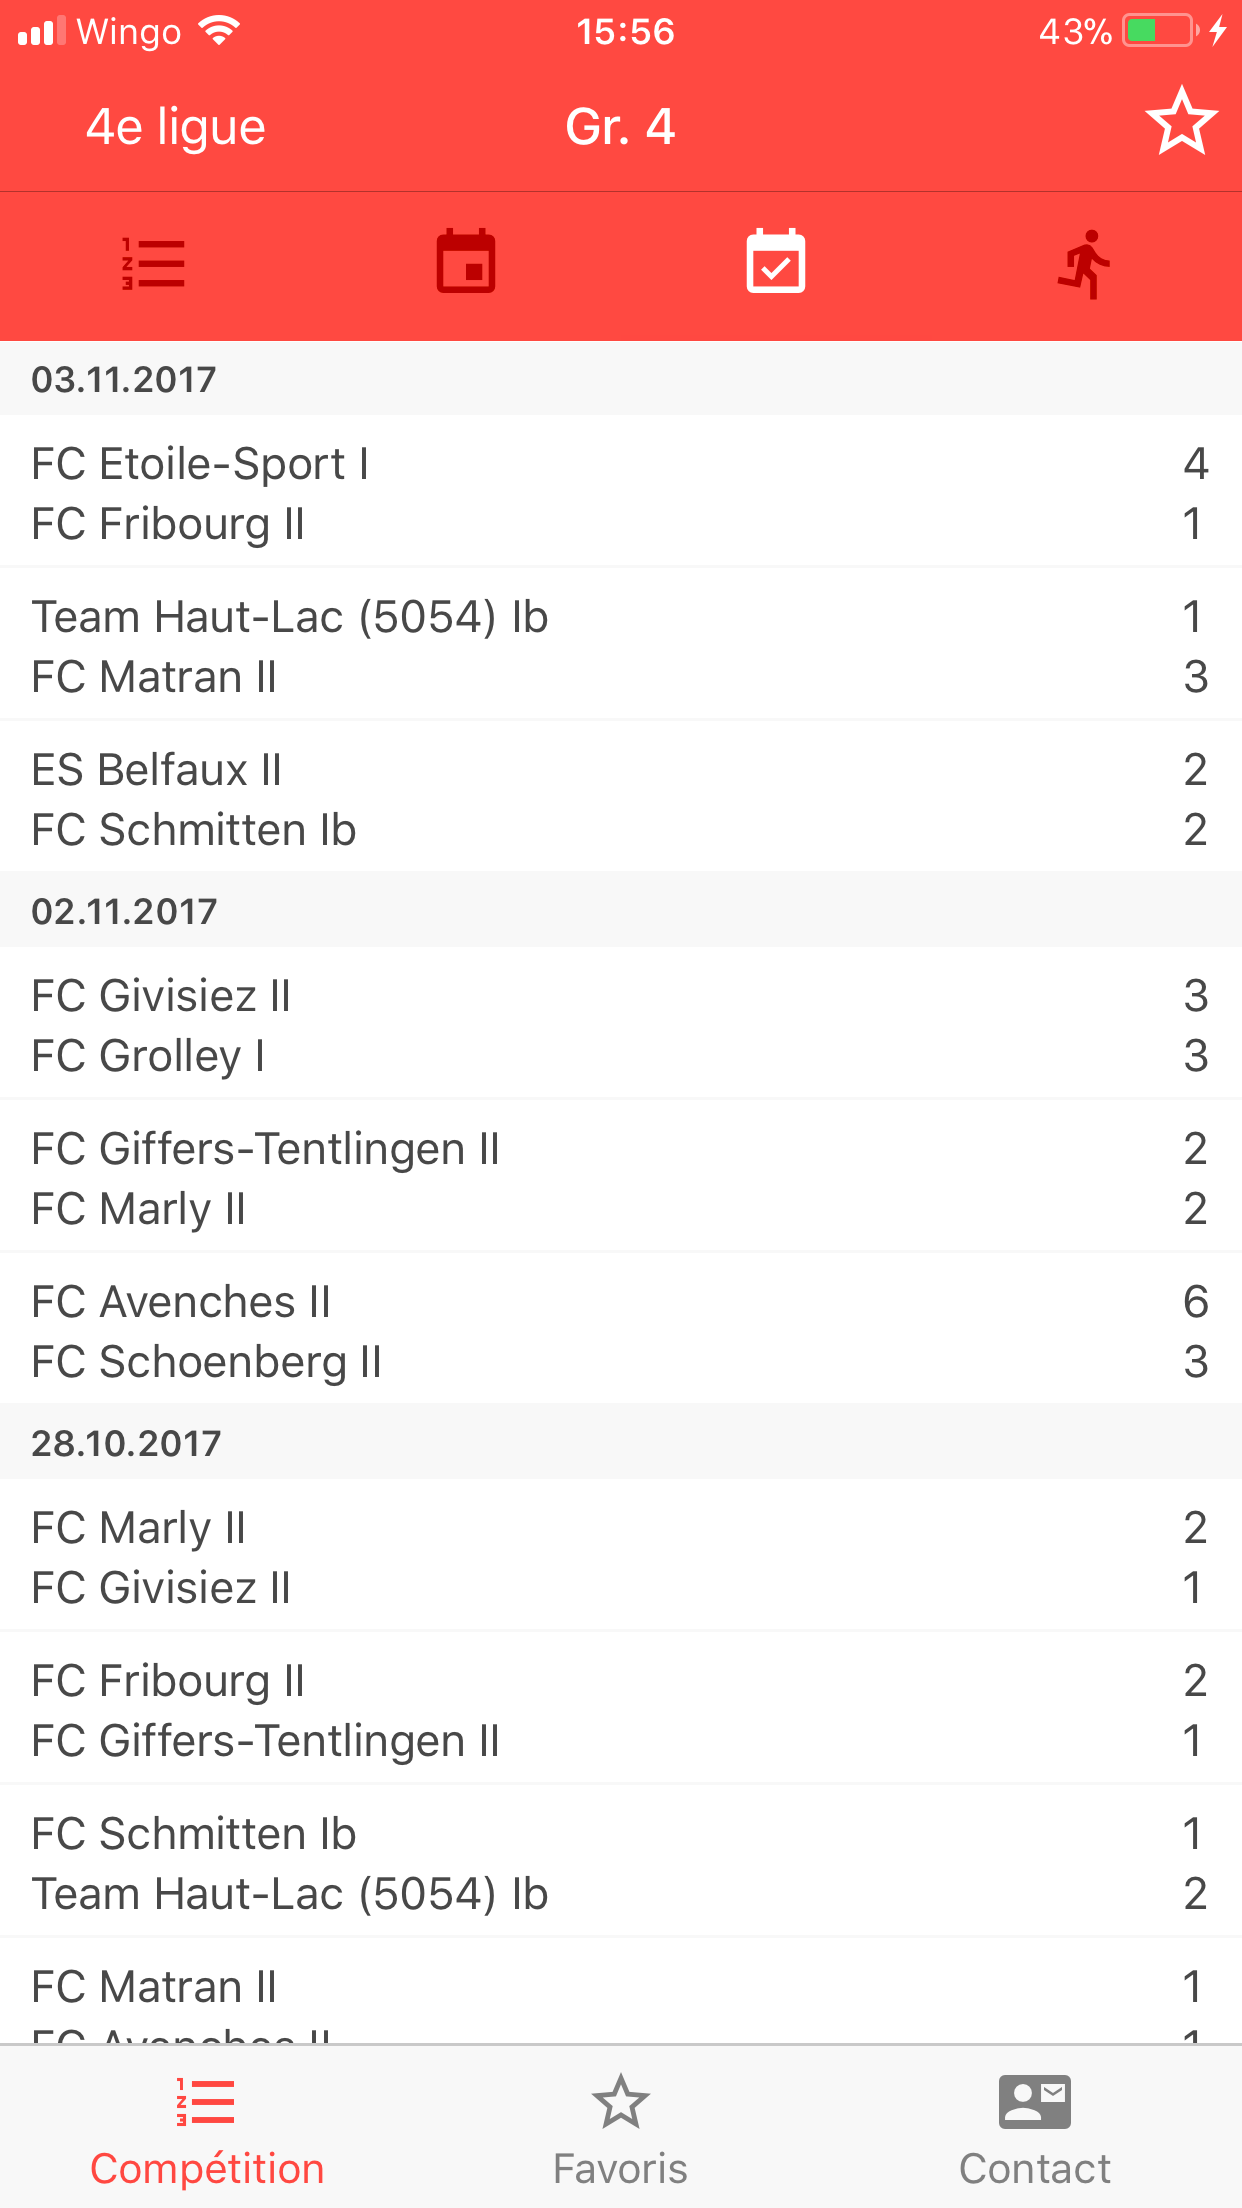 Wingo 15:56 43%
4e ligue Gr. 4
03.11.2017
FC Etoile-Sport I 4
FC Fribourg II 1
Team Haut-Lac (5054) Ib 1
FC Matran II 3
ES Belfaux II 2
FC Schmitten Ib 2
02.11.2017
FC Givisiez II 3
FC Grolley I 3
FC Giffers-Tentlingen II 2
FC Marly II 2
FC Avenches II 6
FC Schoenberg II 3
28.10.2017
FC Marly II 2
FC Givisiez II 1
FC Fribourg II 2
FC Giffers-Tentlingen II 1
FC Schmitten Ib 1
Team Haut-Lac (5054) Ib 2
FC Matran II 1
FC Avenches II 1
Compétition Favoris Contact